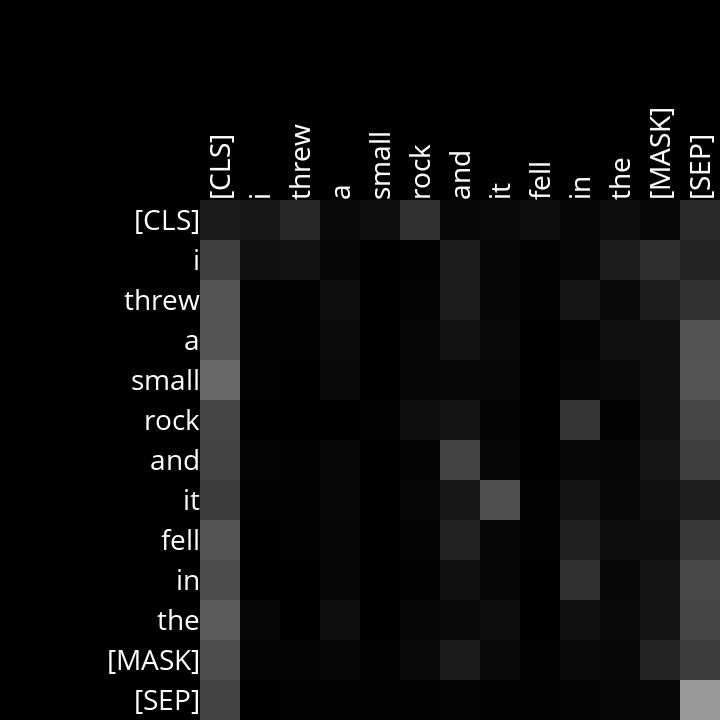 [CLS] i threw a small rock and it fell in the [MASK] [SEP]
[CLS]
i
threw
a
small
rock
and
it
fell
in
the
[MASK]
[SEP]